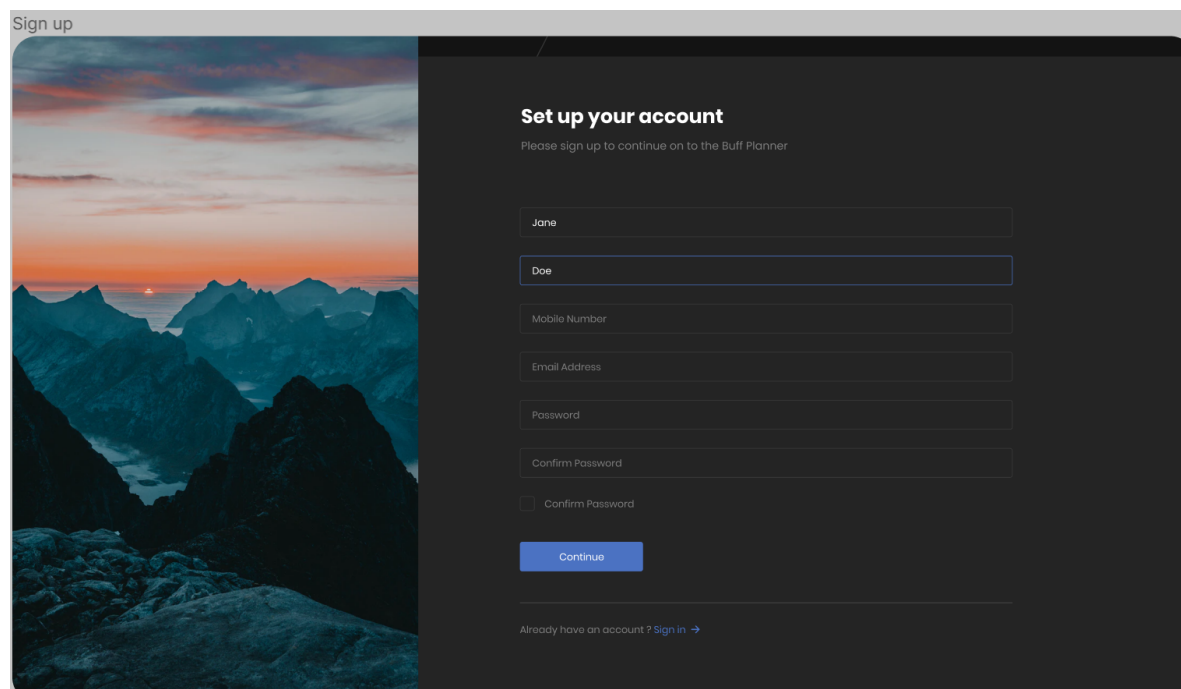 Sign up
Set up your account
Please sign up to continue on to the Buff Planner
Jane
Doe
Mobile Number
Email Address
Password
Confirm Password
Confirm Password
Continue
Already have an account ? Sign in →